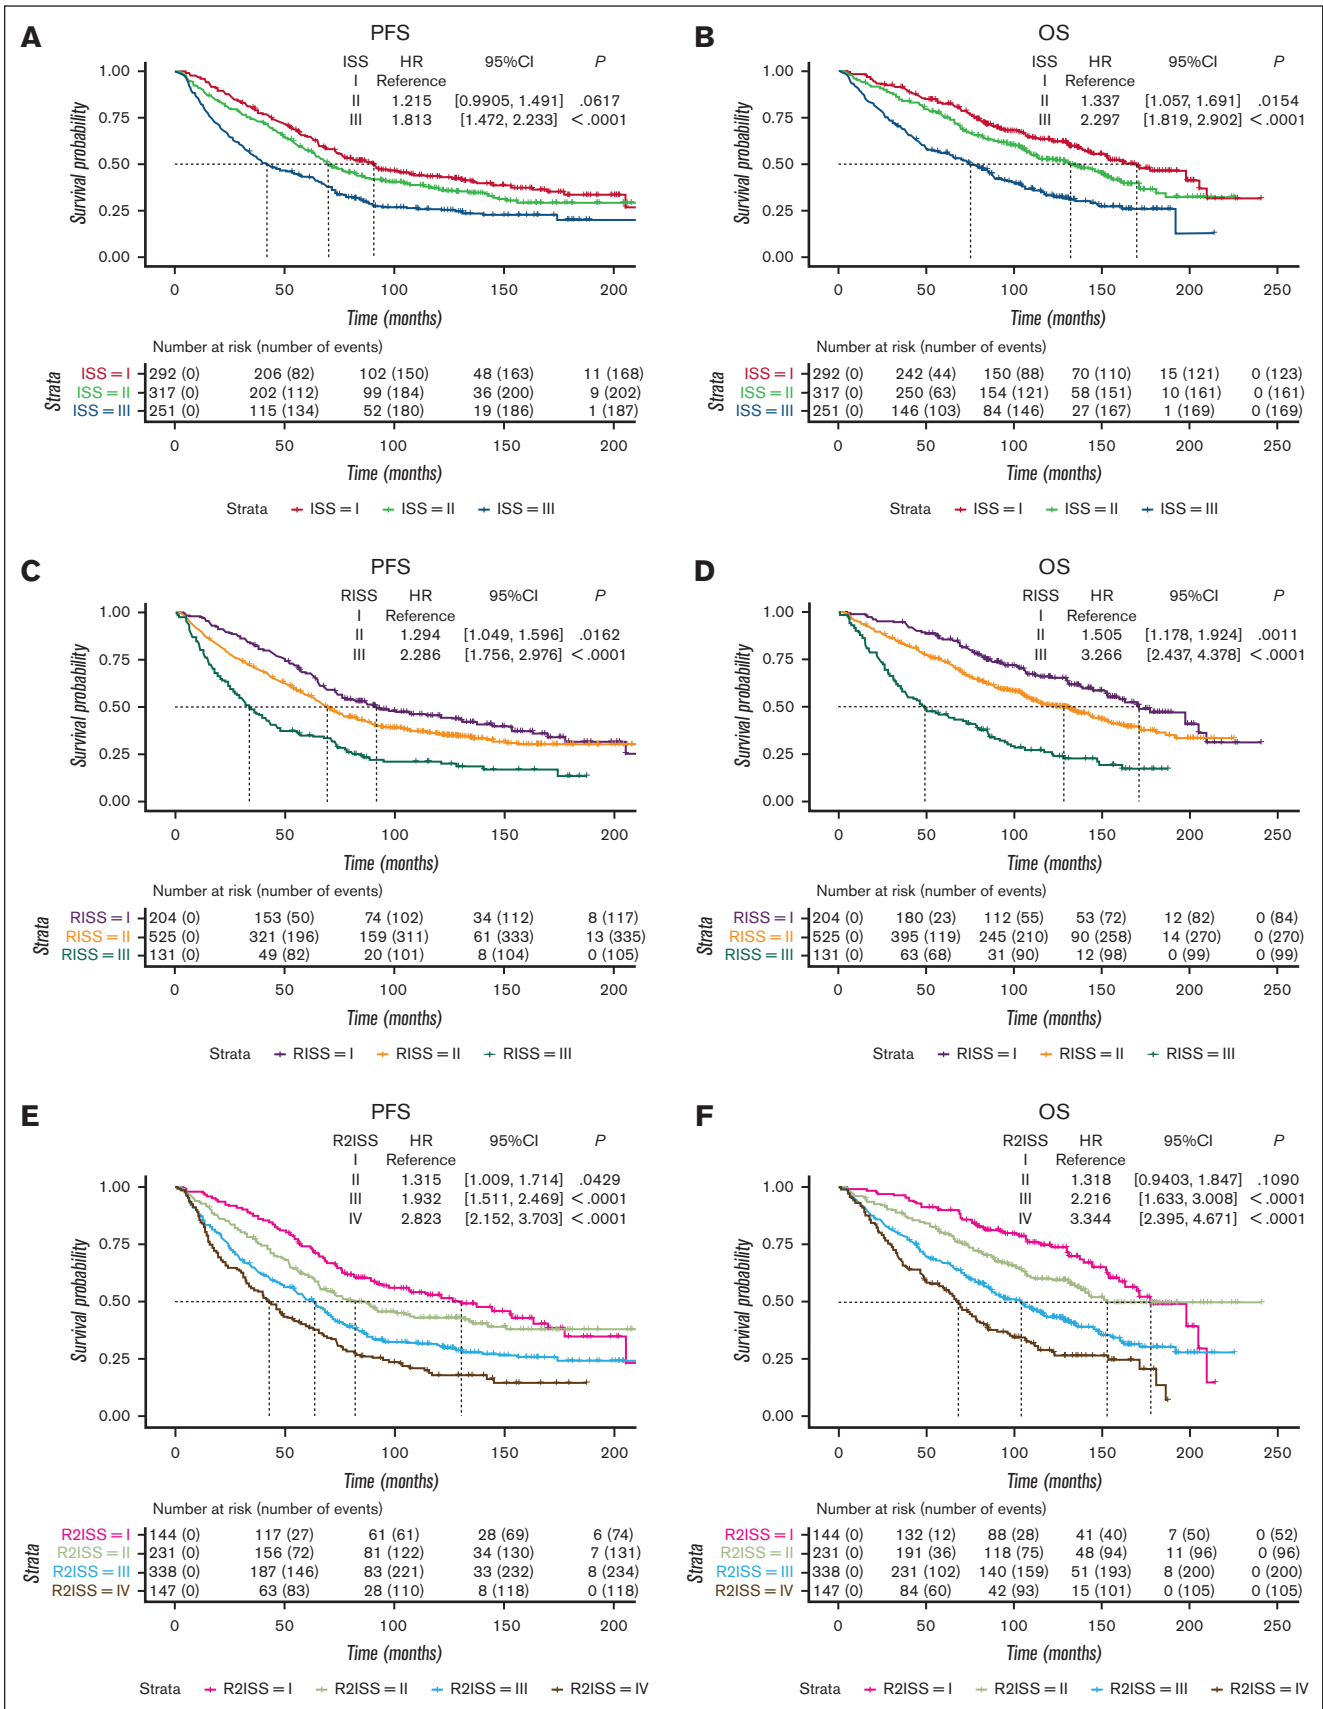 A
PFS
ISS HR 95%CI P
I Reference
II 1.215 [0.9905, 1.491] .0617
III 1.813 [1.472, 2.233] <.0001
Survival probability
1.00
0.75
0.50
0.25
0.00
0 50 100 150 200
Time (months)
Number at risk (number of events)
Strata
ISS = I 292 (0) 206 (82) 102 (150) 48 (163) 11 (168)
ISS = II 317 (0) 202 (112) 99 (184) 36 (200) 9 (202)
ISS = III 251 (0) 115 (134) 52 (180) 19 (186) 1 (187)
0 50 100 150 200
Time (months)
Strata ISS = I ISS = II ISS = III
B
OS
ISS HR 95%CI P
I Reference
II 1.337 [1.057, 1.691] .0154
III 2.297 [1.819, 2.902] <.0001
Survival probability
1.00
0.75
0.50
0.25
0.00
0 50 100 150 200 250
Time (months)
Number at risk (number of events)
Strata
ISS = I 292 (0) 242 (44) 150 (88) 70 (110) 15 (121) 0 (123)
ISS = II 317 (0) 250 (63) 154 (121) 58 (151) 10 (161) 0 (161)
ISS = III 251 (0) 146 (103) 84 (146) 27 (167) 1 (169) 0 (169)
0 50 100 150 200 250
Time (months)
Strata ISS = I ISS = II ISS = III
C
PFS
RISS HR 95%CI P
I Reference
II 1.294 [1.049, 1.596] .0162
III 2.286 [1.756, 2.976] <.0001
Survival probability
1.00
0.75
0.50
0.25
0.00
0 50 100 150 200
Time (months)
Number at risk (number of events)
Strata
RISS = I 204 (0) 153 (50) 74 (102) 34 (112) 8 (117)
RISS = II 525 (0) 321 (196) 159 (311) 61 (333) 13 (335)
RISS = III 131 (0) 49 (82) 20 (101) 8 (104) 0 (105)
0 50 100 150 200
Time (months)
Strata RISS = I RISS = II RISS = III
D
OS
RISS HR 95%CI P
I Reference
II 1.505 [1.178, 1.924] .0011
III 3.266 [2.437, 4.378] <.0001
Survival probability
1.00
0.75
0.50
0.25
0.00
0 50 100 150 200 250
Time (months)
Number at risk (number of events)
Strata
RISS = I 204 (0) 180 (23) 112 (55) 53 (72) 12 (82) 0 (84)
RISS = II 525 (0) 395 (119) 245 (210) 90 (258) 14 (270) 0 (270)
RISS = III 131 (0) 63 (68) 31 (90) 12 (98) 0 (99) 0 (99)
0 50 100 150 200 250
Time (months)
Strata RISS = I RISS = II RISS = III
E
PFS
R2ISS HR 95%CI P
I Reference
II 1.315 [1.009, 1.714] .0429
III 1.932 [1.511, 2.469] <.0001
IV 2.823 [2.152, 3.703] <.0001
Survival probability
1.00
0.75
0.50
0.25
0.00
0 50 100 150 200
Time (months)
Number at risk (number of events)
Strata
R2ISS = I 144 (0) 117 (27) 61 (61) 28 (69) 6 (74)
R2ISS = II 231 (0) 156 (72) 81 (122) 34 (130) 7 (131)
R2ISS = III 338 (0) 187 (146) 83 (221) 33 (232) 8 (234)
R2ISS = IV 147 (0) 63 (83) 28 (110) 8 (118) 0 (118)
0 50 100 150 200
Time (months)
Strata R2ISS = I R2ISS = II R2ISS = III R2ISS = IV
F
OS
R2ISS HR 95%CI P
I Reference
II 1.318 [0.9403, 1.847] .1090
III 2.216 [1.633, 3.008] <.0001
IV 3.344 [2.395, 4.671] <.0001
Survival probability
1.00
0.75
0.50
0.25
0.00
0 50 100 150 200 250
Time (months)
Number at risk (number of events)
Strata
R2ISS = I 144 (0) 132 (12) 88 (28) 41 (40) 7 (50) 0 (52)
R2ISS = II 231 (0) 191 (36) 118 (75) 48 (94) 11 (96) 0 (96)
R2ISS = III 338 (0) 231 (102) 140 (159) 51 (193) 8 (200) 0 (200)
R2ISS = IV 147 (0) 84 (60) 42 (93) 15 (101) 0 (105) 0 (105)
0 50 100 150 200 250
Time (months)
Strata R2ISS = I R2ISS = II R2ISS = III R2ISS = IV